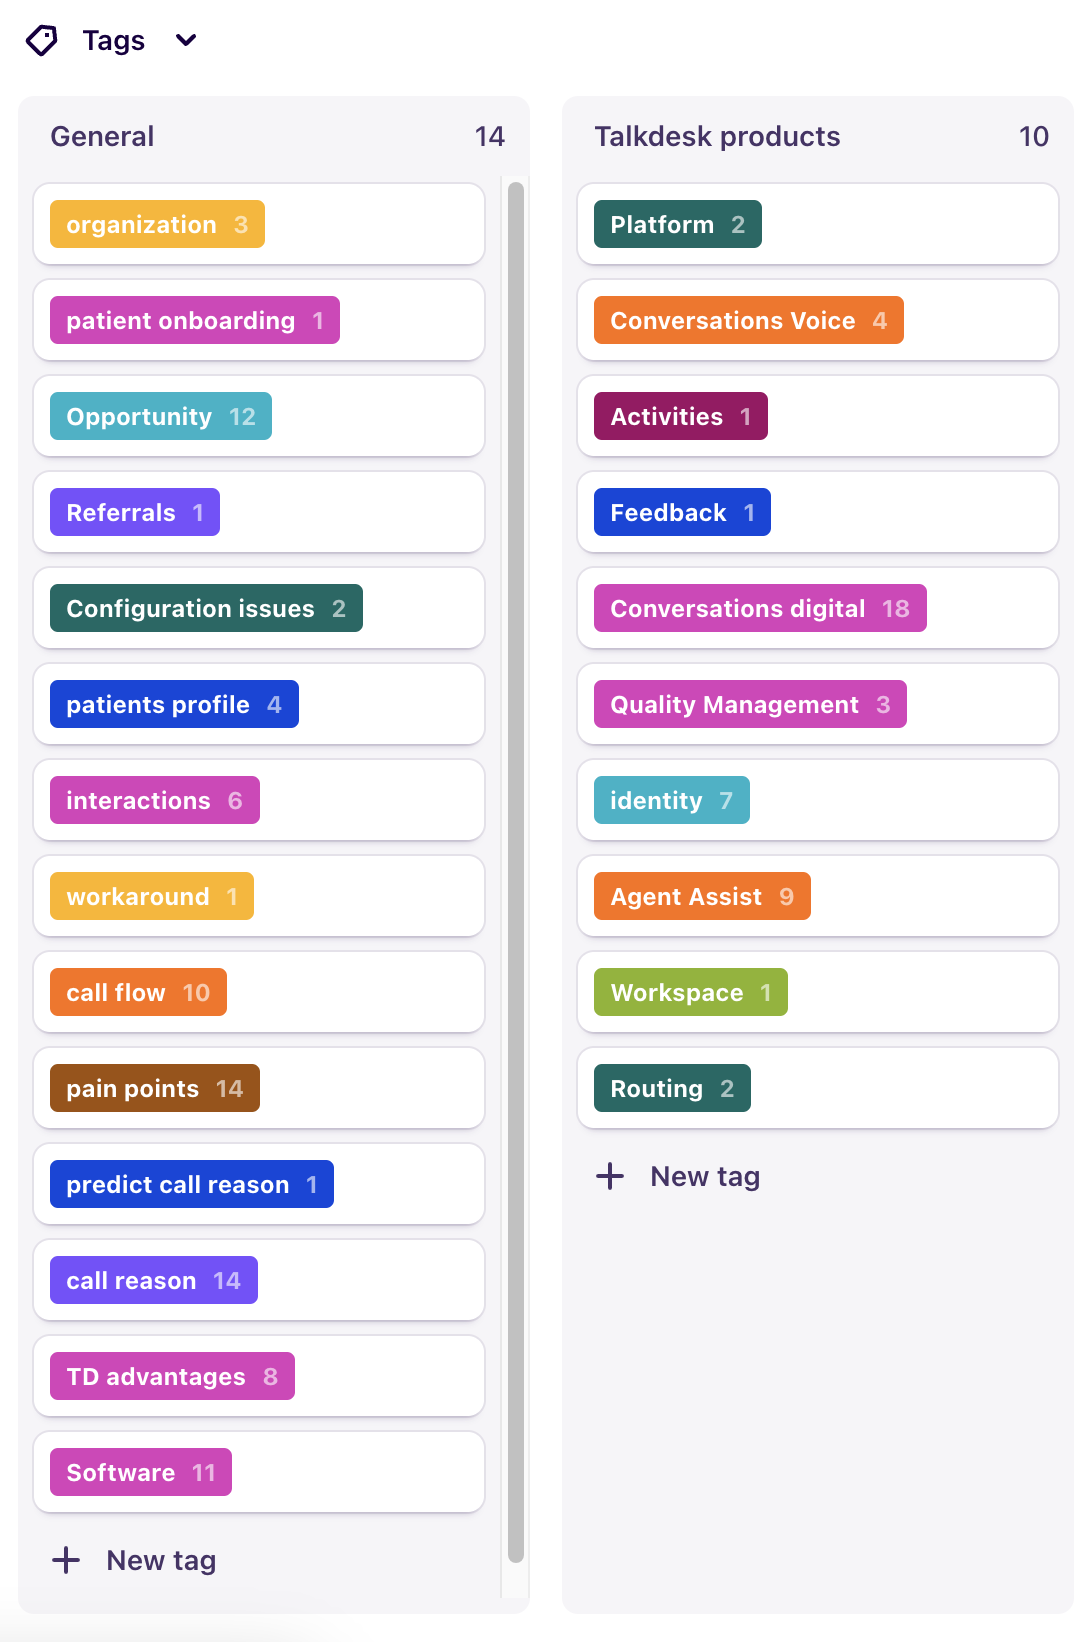 Tags
General 14
organization 3
patient onboarding 1
Opportunity 12
Referrals 1
Configuration issues 2
patients profile 4
interactions 6
workaround 1
call flow 10
pain points 14
predict call reason 1
call reason 14
TD advantages 8
Software 11
New tag
Talkdesk products 10
Platform 2
Conversations Voice 4
Activities 1
Feedback 1
Conversations digital 18
Quality Management 3
identity 7
Agent Assist 9
Workspace 1
Routing 2
New tag